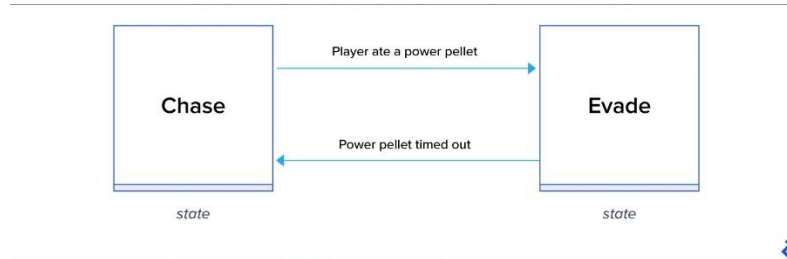 Player ate a power pellet
Chase
Evade
Power pellet timed out
state
state